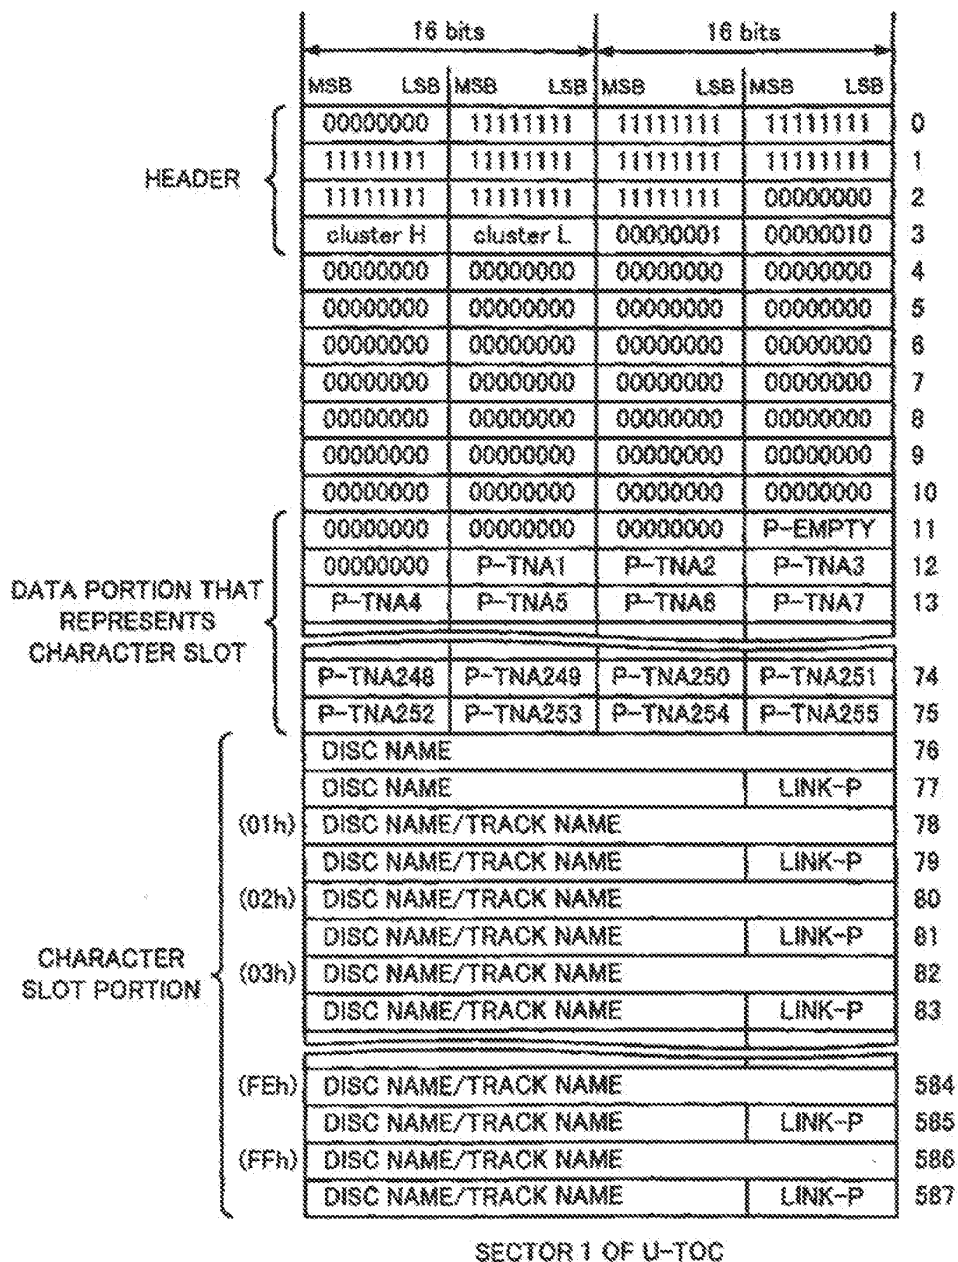 16 bits 16 bits
MSB LSB MSB LSB MSB LSB MSB LSB
00000000 11111111 11111111 11111111 0
11111111 11111111 11111111 11111111 1
HEADER
11111111 11111111 11111111 00000000 2
cluster H cluster L 00000001 00000010 3
00000000 00000000 00000000 00000000 4
00000000 00000000 00000000 00000000 5
00000000 00000000 00000000 00000000 6
00000000 00000000 00000000 00000000 7
00000000 00000000 00000000 00000000 8
00000000 00000000 00000000 00000000 9
00000000 00000000 00000000 00000000 10
00000000 00000000 00000000 P-EMPTY 11
00000000 P-TNA1 P-TNA2 P-TNA3 12
P-TNA4 P-TNA5 P-TNA6 P-TNA7 13
DATA PORTION THAT
REPRESENTS
CHARACTER SLOT
P-TNA248 P-TNA249 P-TNA250 P-TNA251 74
P-TNA252 P-TNA253 P-TNA254 P-TNA255 75
DISC NAME 76
DISC NAME LINK-P 77
(01h) DISC NAME/TRACK NAME 78
DISC NAME/TRACK NAME LINK-P 79
(02h) DISC NAME/TRACK NAME 80
DISC NAME/TRACK NAME LINK-P 81
CHARACTER
SLOT PORTION
(03h) DISC NAME/TRACK NAME 82
DISC NAME/TRACK NAME LINK-P 83
(FEh) DISC NAME/TRACK NAME 584
DISC NAME/TRACK NAME LINK-P 585
(FFh) DISC NAME/TRACK NAME 586
DISC NAME/TRACK NAME LINK-P 587
SECTOR 1 OF U-TOC